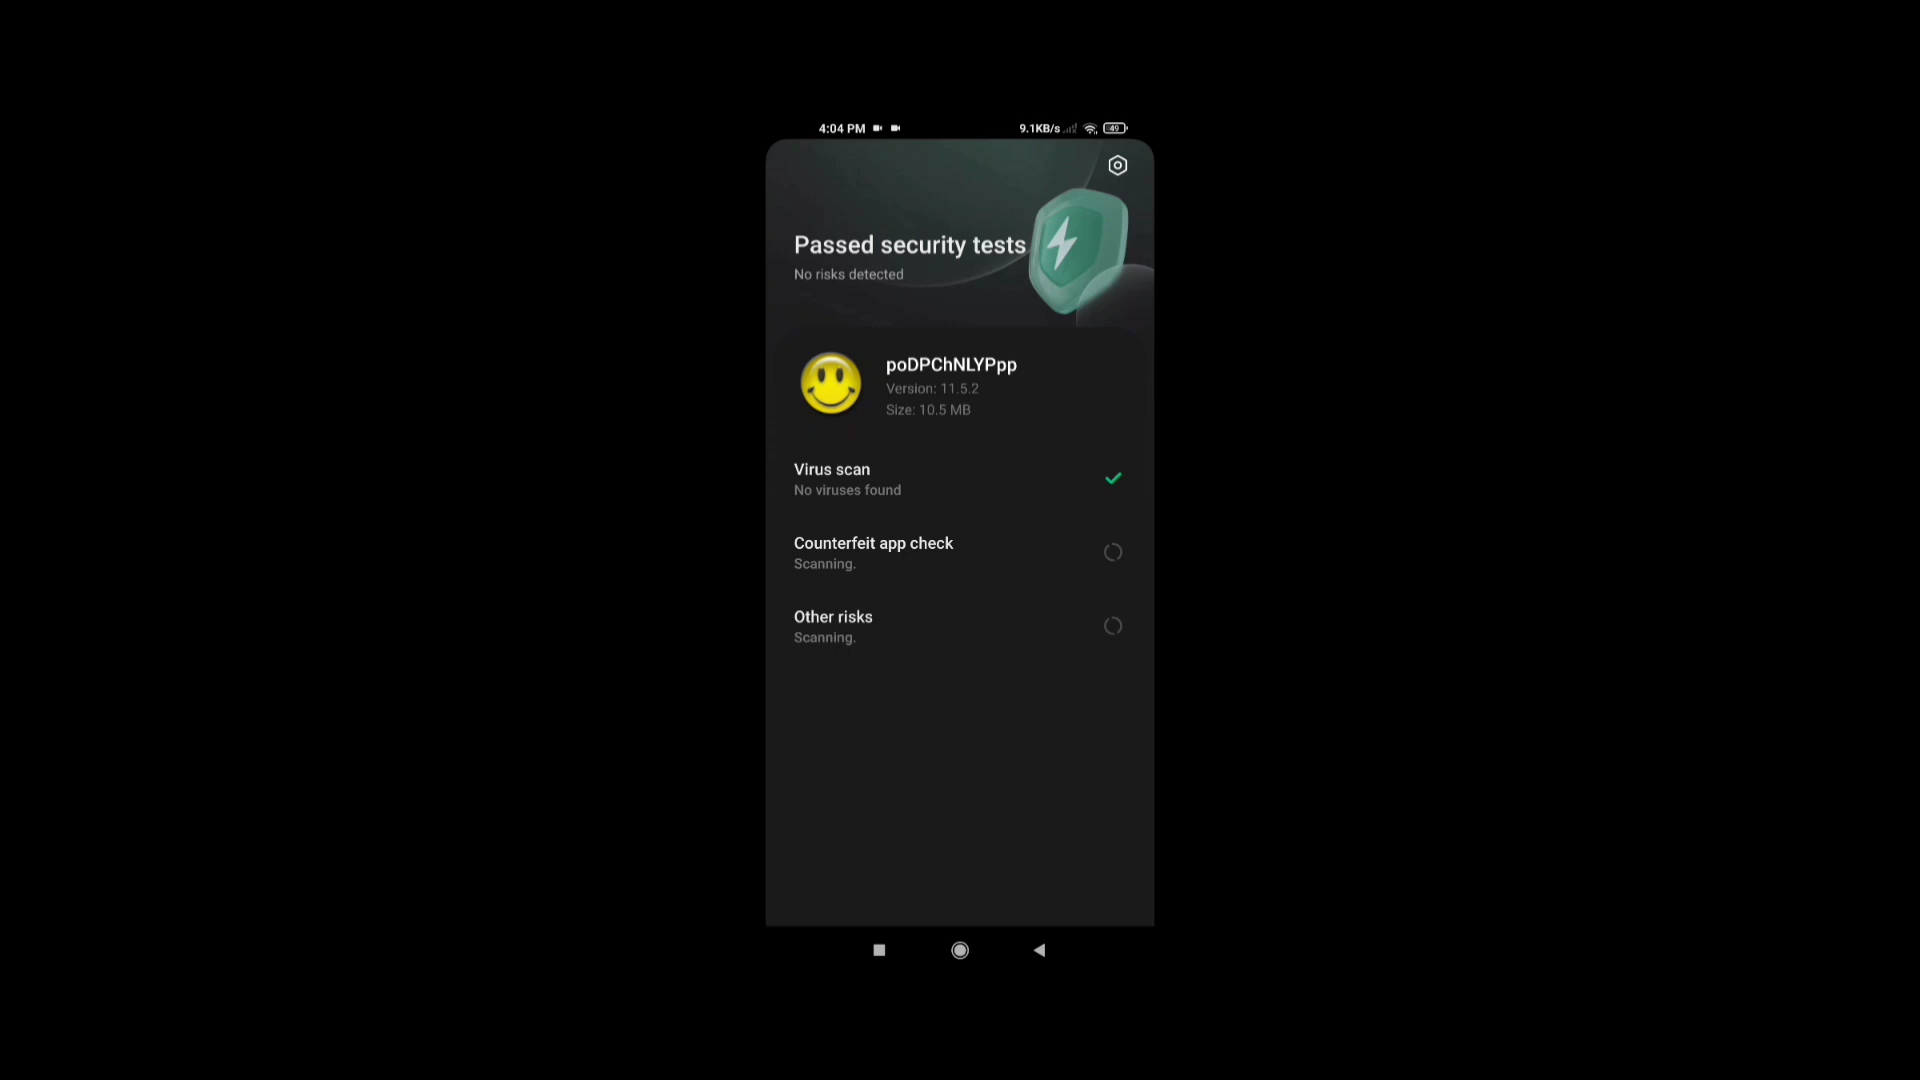 4:04 PM 9.1KB/s 49
Passed security tests
No risks detected
poDPChNLYPpp
Version: 11.5.2
Size: 10.5 MB
Virus scan
No viruses found
Counterfeit app check
Scanning.
Other risks
Scanning.